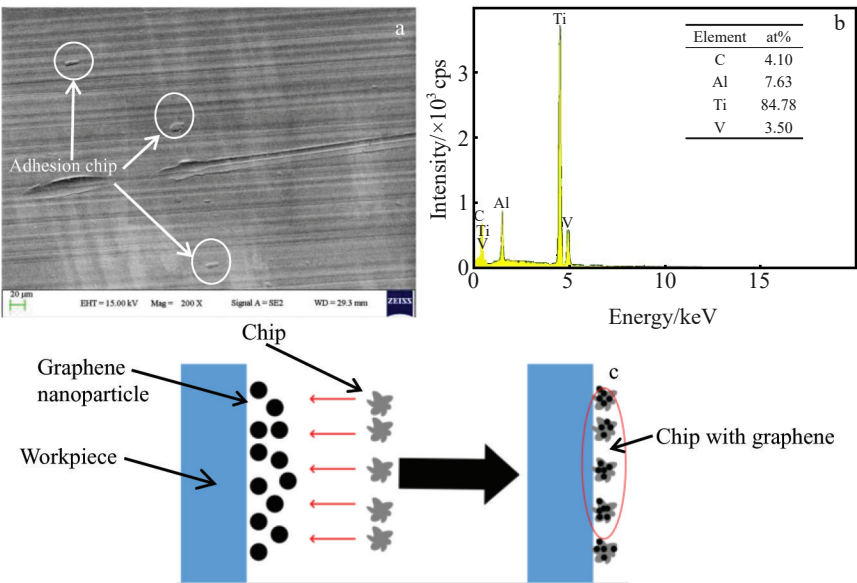 a
Adhesion chip
20 μm
EHT = 15.00 kV Mag = 200 X Signal A = SE2 WD = 29.3 mm ZEISS
b
Intensity/×10³ cps
3
2
1
0
5
10
15
Energy/keV
Ti
Al
V
C
Ti
V
Element at%
C 4.10
Al 7.63
Ti 84.78
V 3.50
Chip
Graphene
nanoparticle
Workpiece
c
Chip with graphene